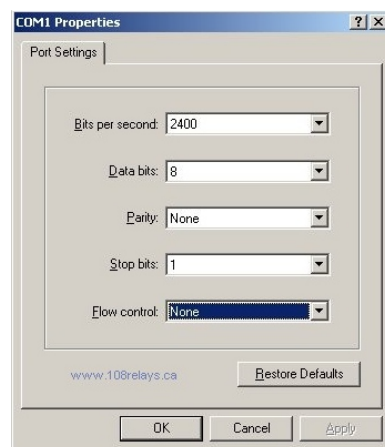 COM1 Properties
Port Settings
Bits per second: 2400
Data bits: 8
Parity: None
Stop bits: 1
Flow control: None
www.108relays.ca
Restore Defaults
OK Cancel Apply